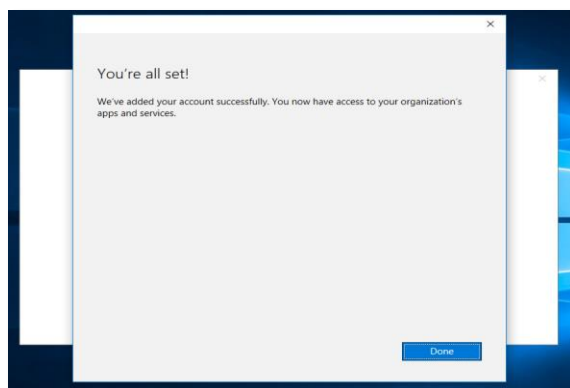 You're all set!
We've added your account successfully. You now have access to your organization's
apps and services.
Done